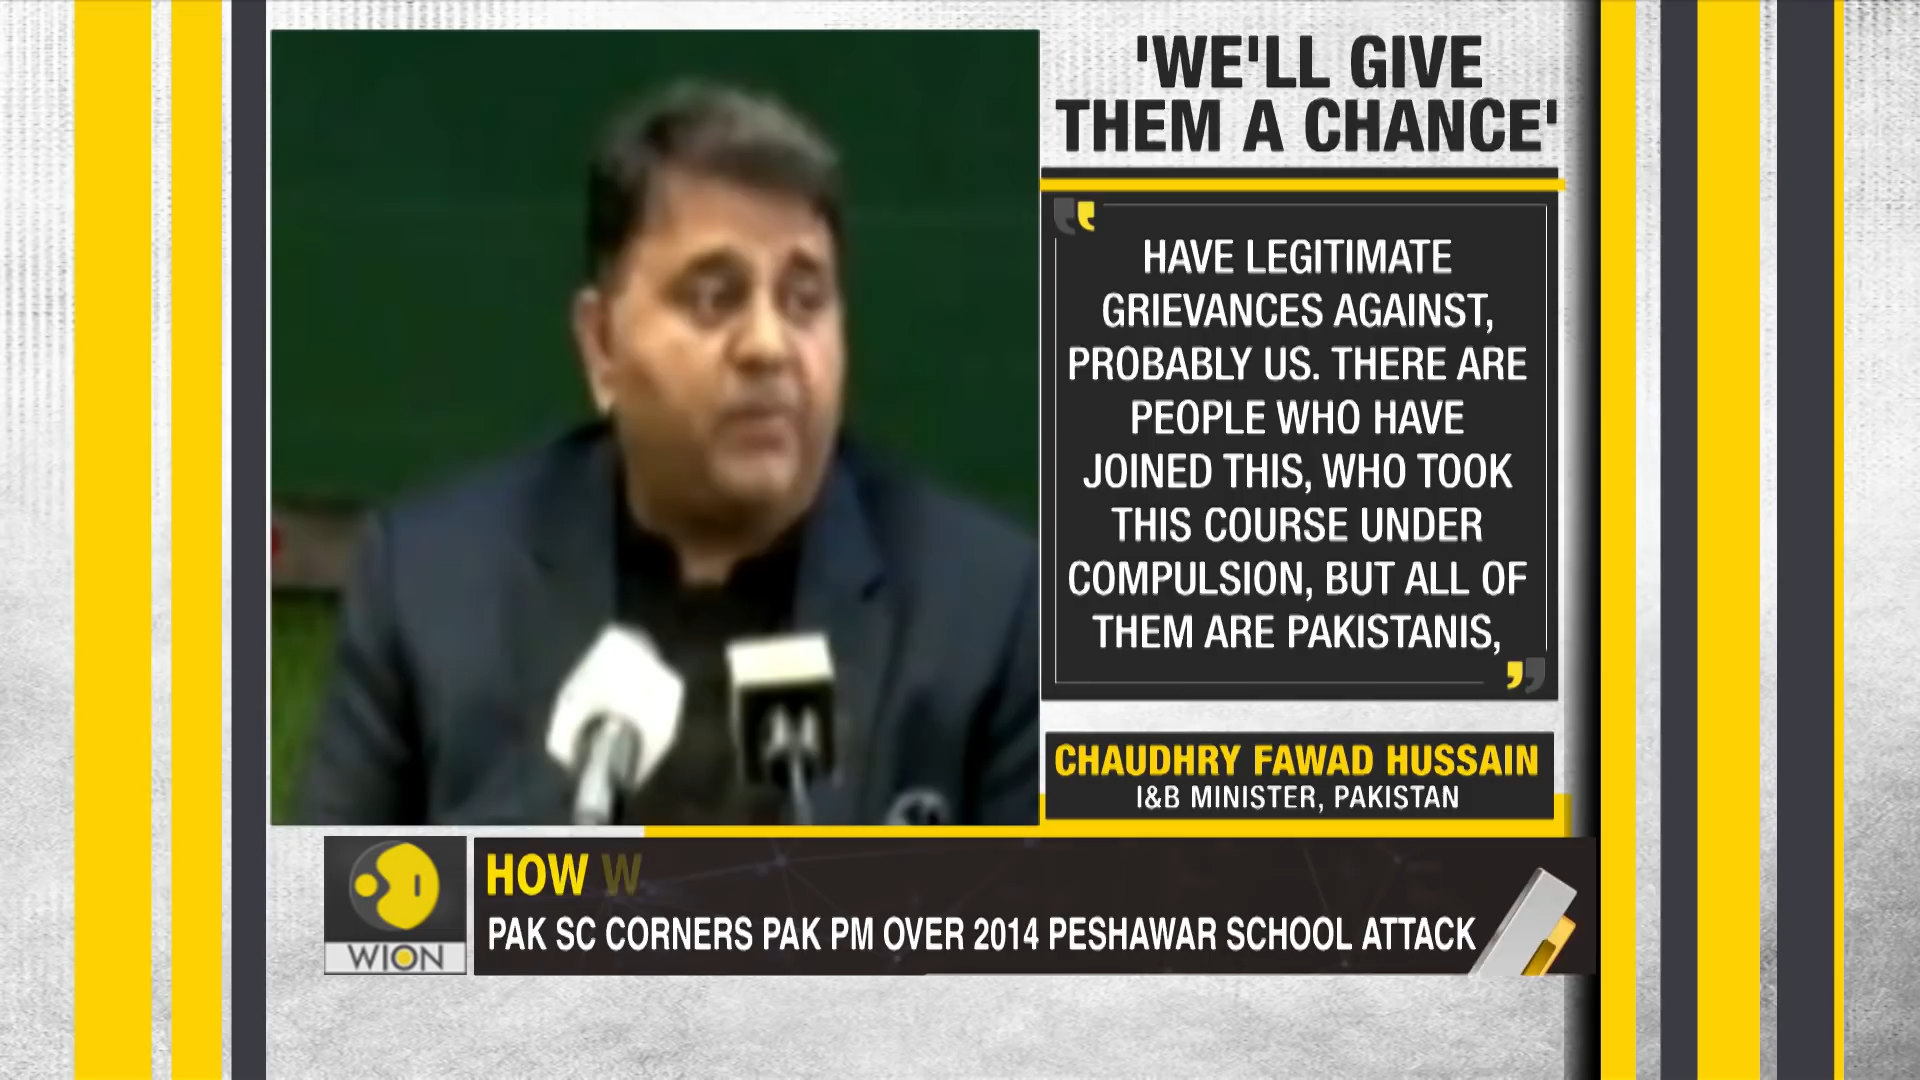 'WE'LL GIVE
THEM A CHANCE'
HAVE LEGITIMATE
GRIEVANCES AGAINST,
PROBABLY US. THERE ARE
PEOPLE WHO HAVE
JOINED THIS, WHO TOOK
THIS COURSE UNDER
COMPULSION, BUT ALL OF
THEM ARE PAKISTANIS,
CHAUDHRY FAWAD HUSSAIN
I&B MINISTER, PAKISTAN
HOW W
PAK SC CORNERS PAK PM OVER 2014 PESHAWAR SCHOOL ATTACK
WION